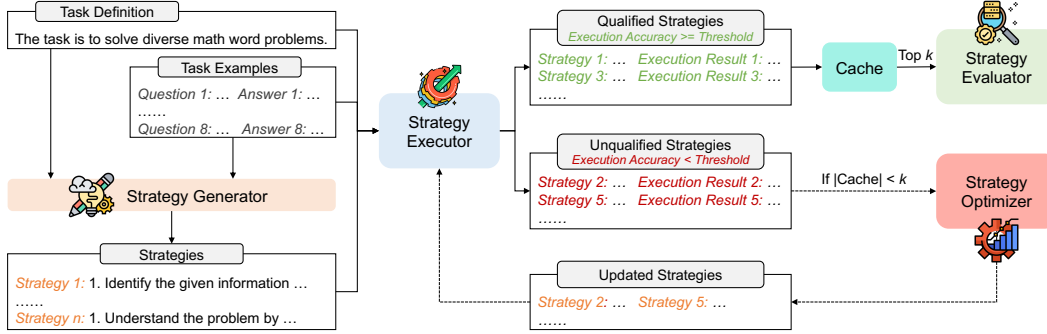 Task Definition
The task is to solve diverse math word problems.
Task Examples
Question 1: … Answer 1: …
……
Question 8: … Answer 8: …
Strategy Generator
Strategies
Strategy 1: 1. Identify the given information …
……
Strategy n: 1. Understand the problem by …
Strategy
Executor
Qualified Strategies
Execution Accuracy >= Threshold
Strategy 1: … Execution Result 1: …
Strategy 3: … Execution Result 3: …
……
Cache
Top k
Strategy
Evaluator
Unqualified Strategies
Execution Accuracy < Threshold
Strategy 2: … Execution Result 2: …
Strategy 5: … Execution Result 5: …
……
If |Cache| < k
Strategy
Optimizer
Updated Strategies
Strategy 2: … Strategy 5: …
……